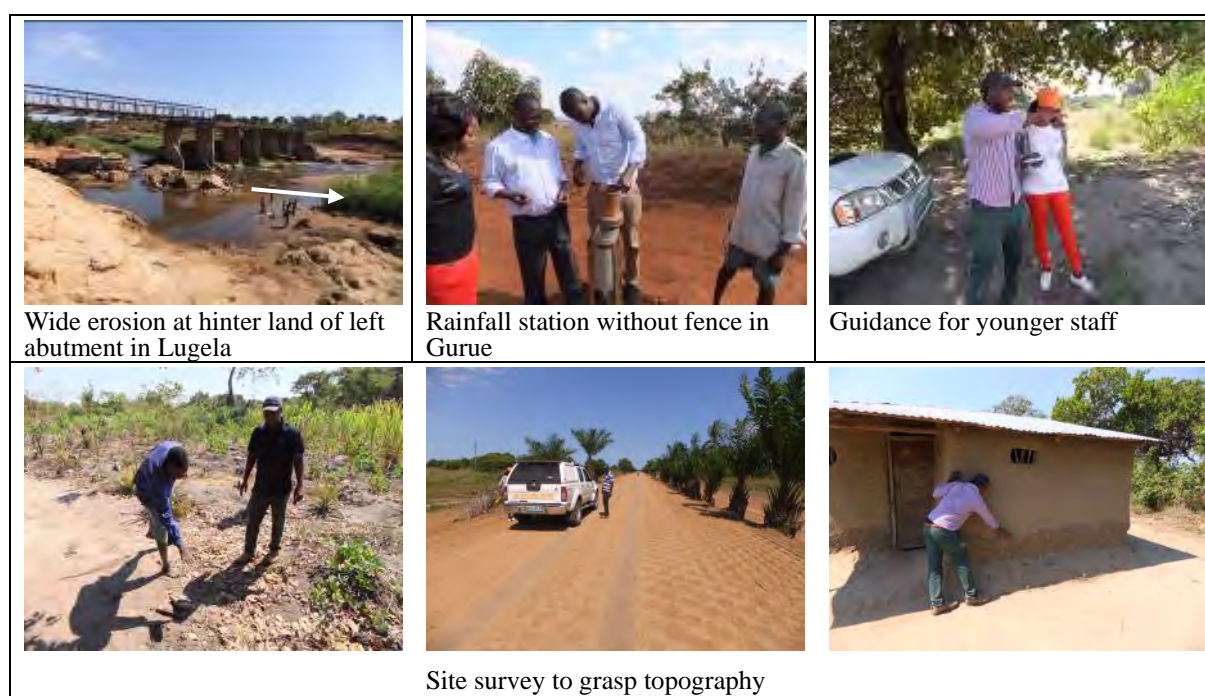 Wide erosion at hinter land of left
abutment in Lugela
Rainfall station without fence in
Gurue
Guidance for younger staff
Site survey to grasp topography